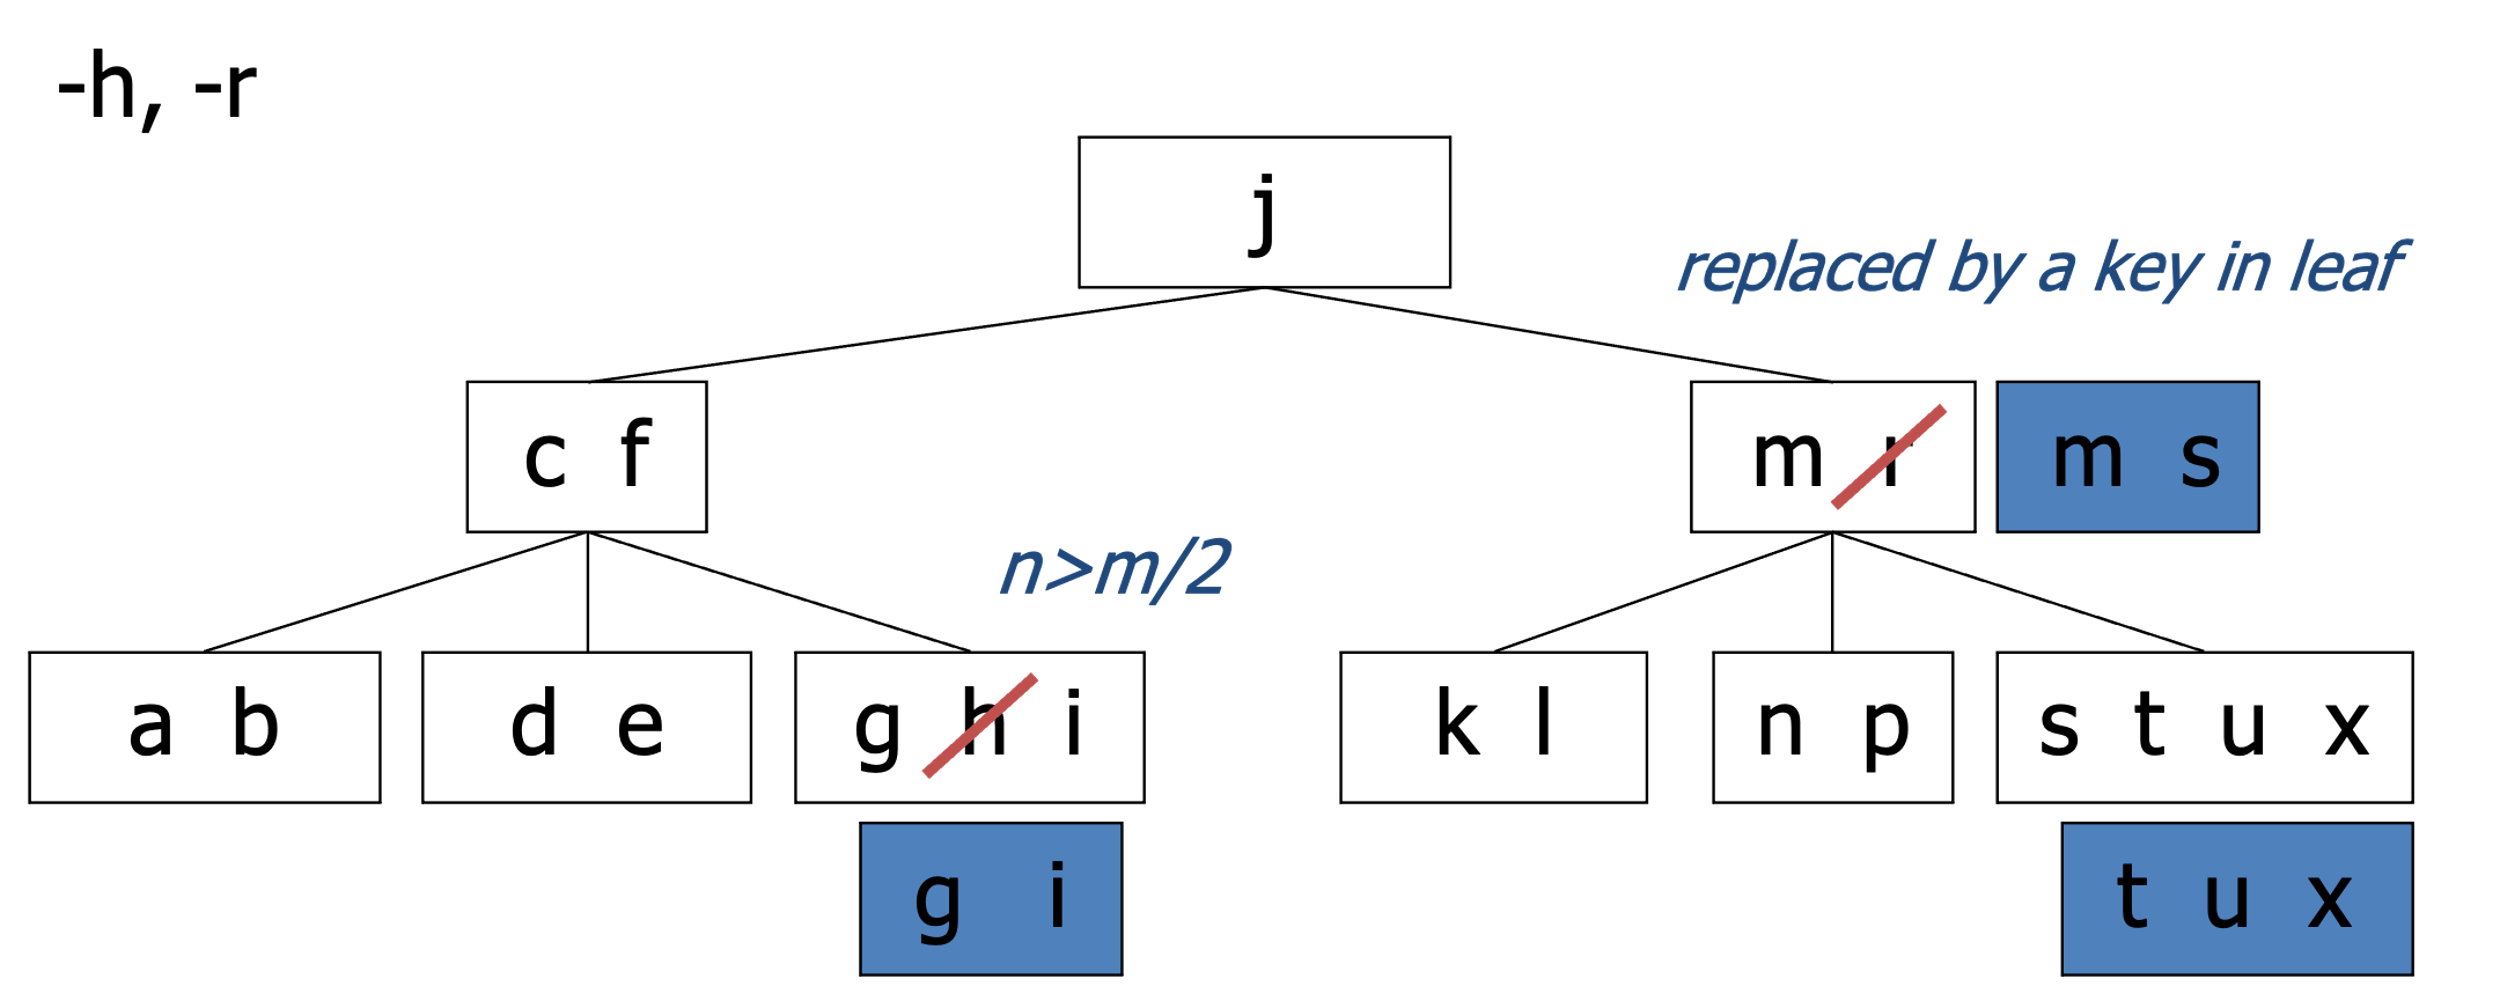 -h, -r
j
replaced by a key in leaf
c f
m r
m s
n>m/2
a b
d e
g h i
k l
n p
s t u x
g i
t u x